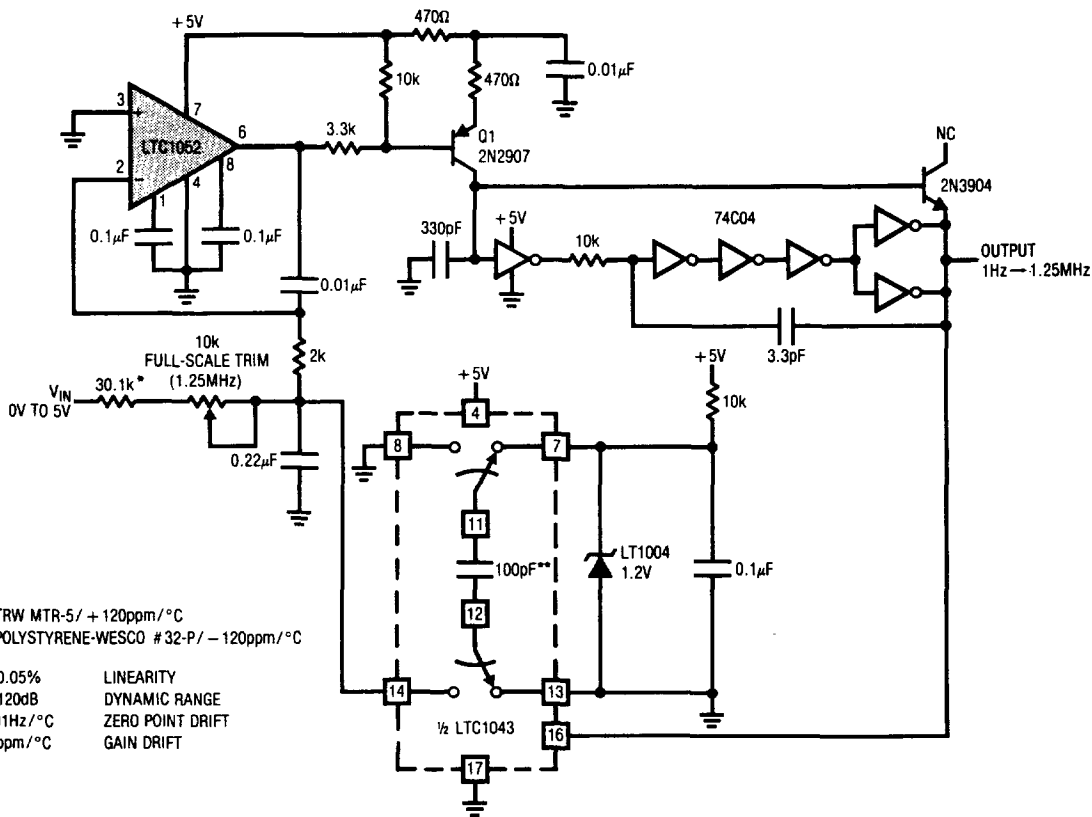 +5V
470Ω
10k
470Ω
0.01µF
3
+
7
LTC1052
6
3.3k
Q1
2N2907
NC
2N3904
2
−
8
1
4
0.1µF
0.1µF
330pF
+5V
10k
74C04
OUTPUT
1Hz→1.25MHz
0.01µF
3.3pF
10k
FULL-SCALE TRIM
(1.25MHz)
2k
VIN
0V TO 5V
30.1k*
0.22µF
+5V
+5V
10k
4
8
7
11
100pF**
LT1004
1.2V
0.1µF
12
14
13
½ LTC1043
16
17
TRW MTR-5/+120ppm/°C
POLYSTYRENE-WESCO #32-P/−120ppm/°C
0.05% LINEARITY
120dB DYNAMIC RANGE
1Hz/°C ZERO POINT DRIFT
ppm/°C GAIN DRIFT